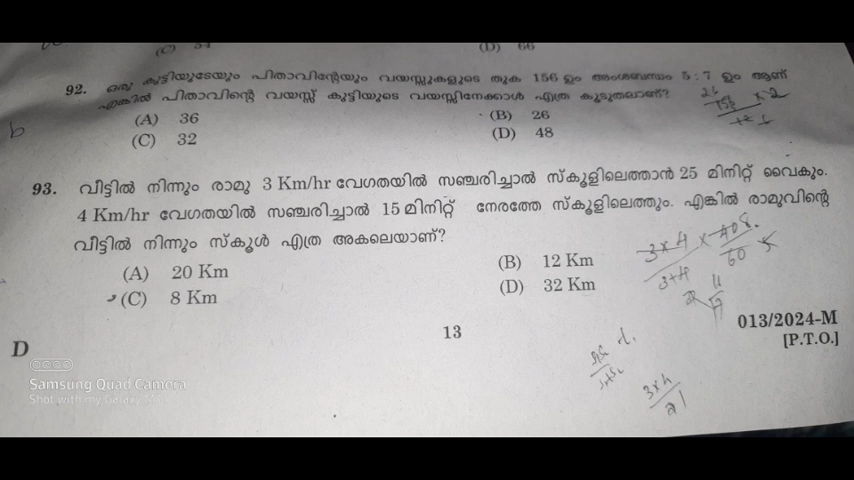 (C) 34
(D) 66
92. ഒരു കുട്ടിയുടേയും പിതാവിന്റേയും വയസ്സുകളുടെ തുക 156 ഉം അംശബന്ധം 5 : 7 ഉം ആണ്
എങ്കിൽ പിതാവിന്റെ വയസ്സ് കുട്ടിയുടെ വയസ്സിനേക്കാൾ എത്ര കൂടുതലാണ്?
(A) 36
(B) 26
(C) 32
(D) 48
93. വീട്ടിൽ നിന്നും രാമു 3 Km/hr വേഗതയിൽ സഞ്ചരിച്ചാൽ സ്കൂളിലെത്താൻ 25 മിനിറ്റ് വൈകും.
4 Km/hr വേഗതയിൽ സഞ്ചരിച്ചാൽ 15 മിനിറ്റ് നേരത്തേ സ്കൂളിലെത്തും. എങ്കിൽ രാമുവിന്റെ
വീട്ടിൽ നിന്നും സ്കൂൾ എത്ര അകലെയാണ്?
(A) 20 Km
(B) 12 Km
(C) 8 Km
(D) 32 Km
13
013/2024-M
D
[P.T.O.]
Samsung Quad Camera
Shot with my Galaxy